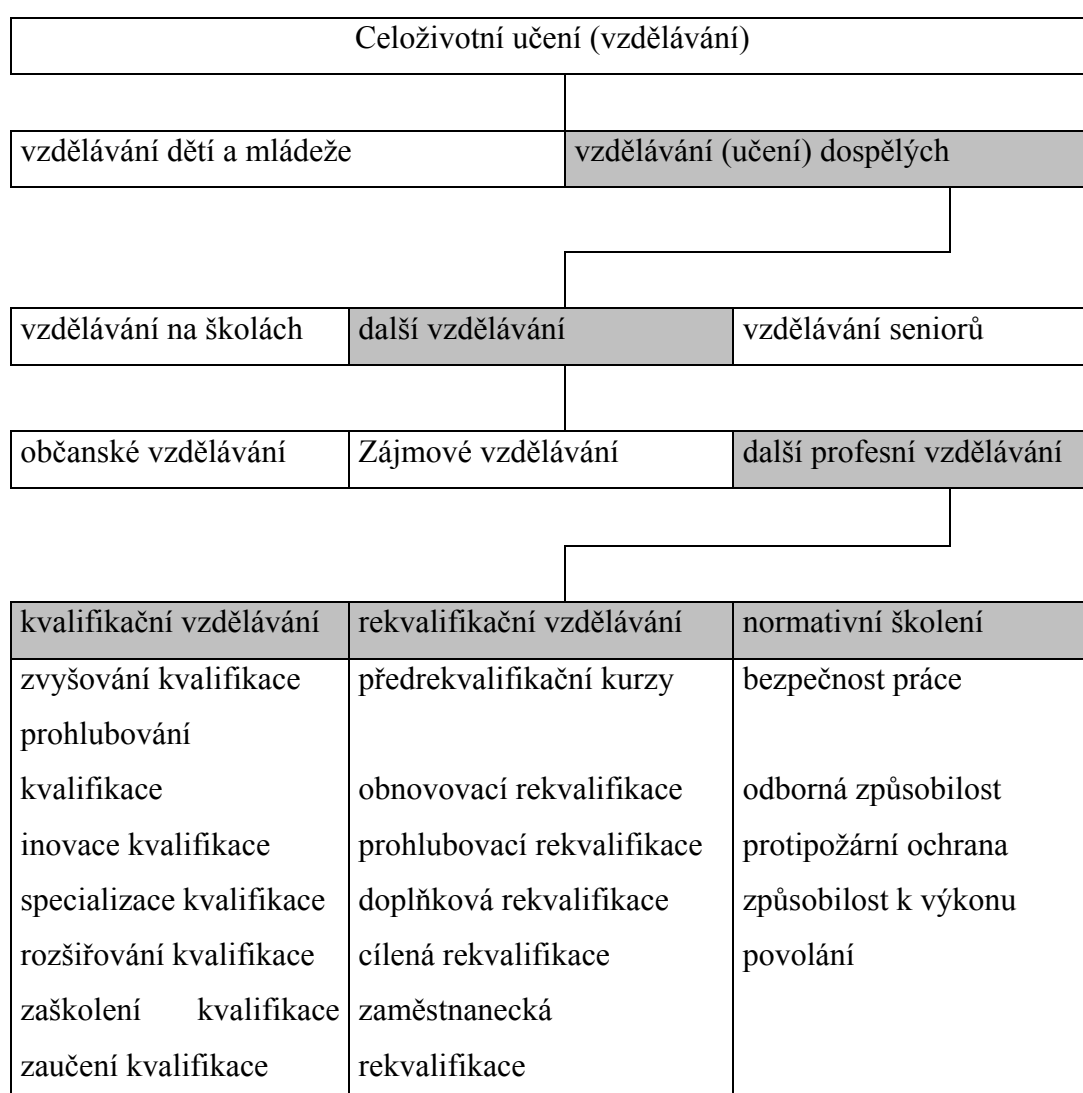 Celoživotní učení (vzdělávání)
vzdělávání dětí a mládeže
vzdělávání (učení) dospělých
vzdělávání na školách
další vzdělávání
vzdělávání seniorů
občanské vzdělávání
Zájmové vzdělávání
další profesní vzdělávání
kvalifikační vzdělávání
zvyšování kvalifikace
prohlubování
kvalifikace
inovace kvalifikace
specializace kvalifikace
rozšiřování kvalifikace
zaškolení kvalifikace
zaučení kvalifikace
rekvalifikační vzdělávání
předrekvalifikační kurzy
obnovovací rekvalifikace
prohlubovací rekvalifikace
doplňková rekvalifikace
cílená rekvalifikace
zaměstnanecká
rekvalifikace
normativní školení
bezpečnost práce
odborná způsobilost
protipožární ochrana
způsobilost k výkonu
povolání